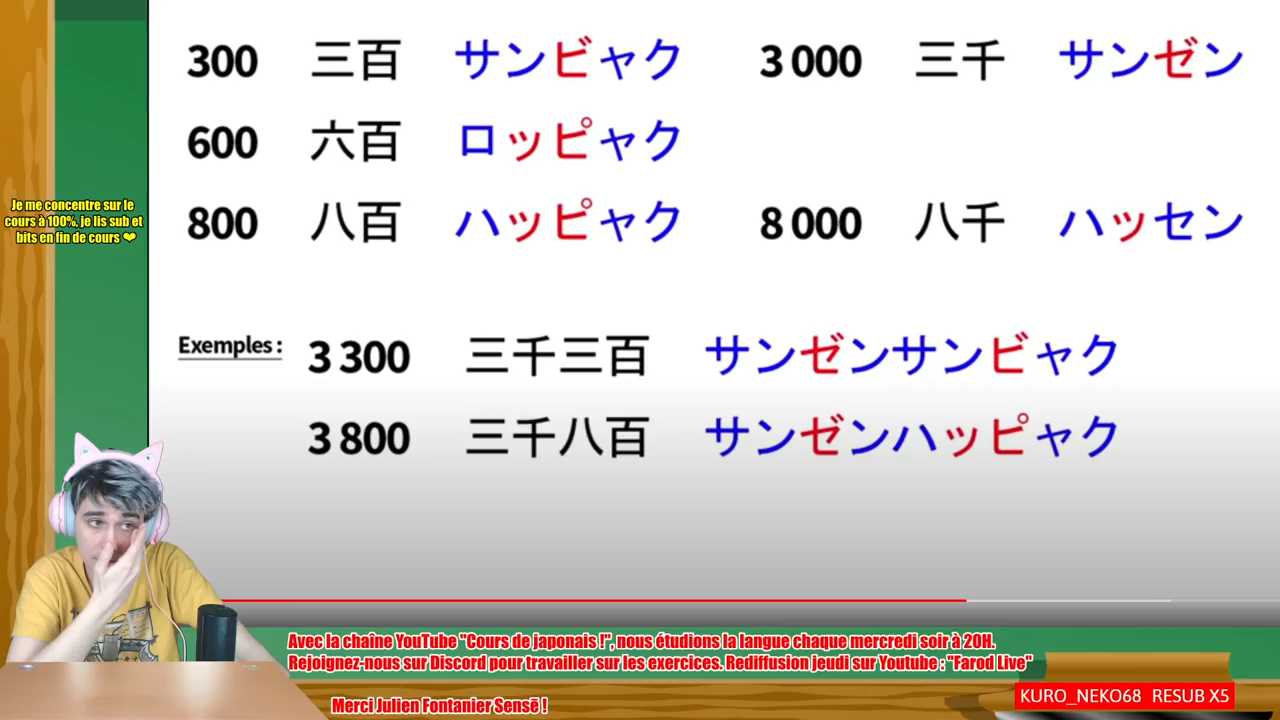 300 三百 サンビャク 3 000 三千 サンゼン
600 六百 ロッピャク
800 八百 ハッピャク 8 000 八千 ハッセン
Je me concentre sur le
cours à 100%, je lis sub et
bits en fin de cours ❤
Exemples : 3 300 三千三百 サンゼンサンビャク
3 800 三千八百 サンゼンハッピャク
Avec la chaîne YouTube "Cours de japonais !", nous étudions la langue chaque mercredi soir à 20H.
Rejoignez-nous sur Discord pour travailler sur les exercices. Rediffusion jeudi sur Youtube : "Farod Live"
Merci Julien Fontanier Sensē !
KURO_NEKO68 RESUB X5